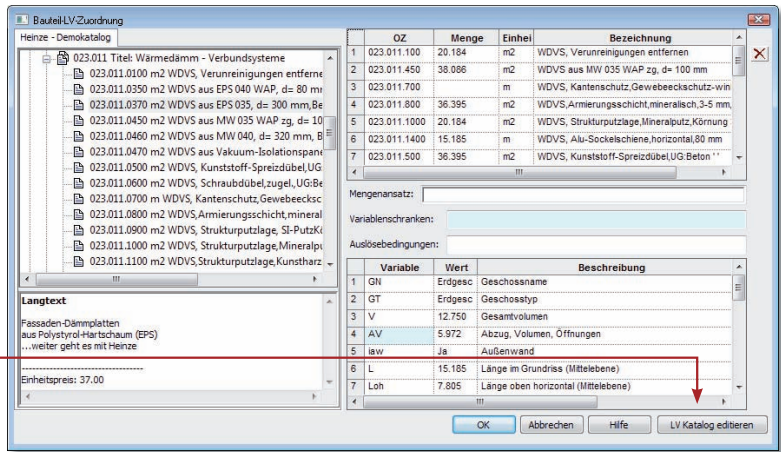 Bauteil-LV-Zuordnung
Heinze - Demokatalog
023.011 Titel: Wärmedämm - Verbundsysteme
023.011.0100 m2 WDVS, Verunreinigungen entferne
023.011.0350 m2 WDVS aus EPS 040 WAP, d= 80 mr
023.011.0370 m2 WDVS aus EPS 035, d= 300 mm,Be
023.011.0450 m2 WDVS aus MW 035 WAP zg, d= 10
023.011.0460 m2 WDVS aus MW 040, d= 320 mm, B
023.011.0470 m2 WDVS aus Vakuum-Isolationspane
023.011.0500 m2 WDVS, Kunststoff-Spreizdübel,UG
023.011.0600 m2 WDVS, Schraubdübel,zugel.,UG:Be
023.011.0700 m WDVS, Kantenschutz,Gewebeecksc
023.011.0800 m2 WDVS,Armierungsschicht,mineral
023.011.0900 m2 WDVS, Strukturputzlage, SI-PutzKö
023.011.1000 m2 WDVS, Strukturputzlage,Mineralpu
023.011.1100 m2 WDVS,Strukturputzlage,Kunstharz
Langtext
Fassaden-Dämmplatten
aus Polystyrol-Hartschaum (EPS)
...weiter geht es mit Heinze
-----------------------------------
Einheitspreis: 37.00
OZ Menge Einhei Bezeichnung
1 023.011.100 20.184 m2 WDVS, Verunreinigungen entfernen
2 023.011.450 38.086 m2 WDVS aus MW 035 WAP zg, d= 100 mm
3 023.011.700 m WDVS, Kantenschutz,Gewebeeckschutz-win
4 023.011.800 36.395 m2 WDVS,Armierungsschicht,mineralisch,3-5 mm,
5 023.011.1000 20.184 m2 WDVS, Strukturputzlage,Mineralputz,Körnung
6 023.011.1400 15.185 m WDVS, Alu-Sockelschiene,horizontal,80 mm
7 023.011.500 36.395 m2 WDVS, Kunststoff-Spreizdübel,UG:Beton ' '
Mengenansatz:
Variablenschranken:
Auslösebedingungen:
Variable Wert Beschreibung
1 GN Erdgesc Geschossname
2 GT Erdgesc Geschosstyp
3 V 12.750 Gesamtvolumen
4 AV 5.972 Abzug, Volumen, Öffnungen
5 iaw Ja Außenwand
6 L 15.185 Länge im Grundriss (Mittelebene)
7 Loh 7.805 Länge oben horizontal (Mittelebene)
OK Abbrechen Hilfe LV Katalog editieren